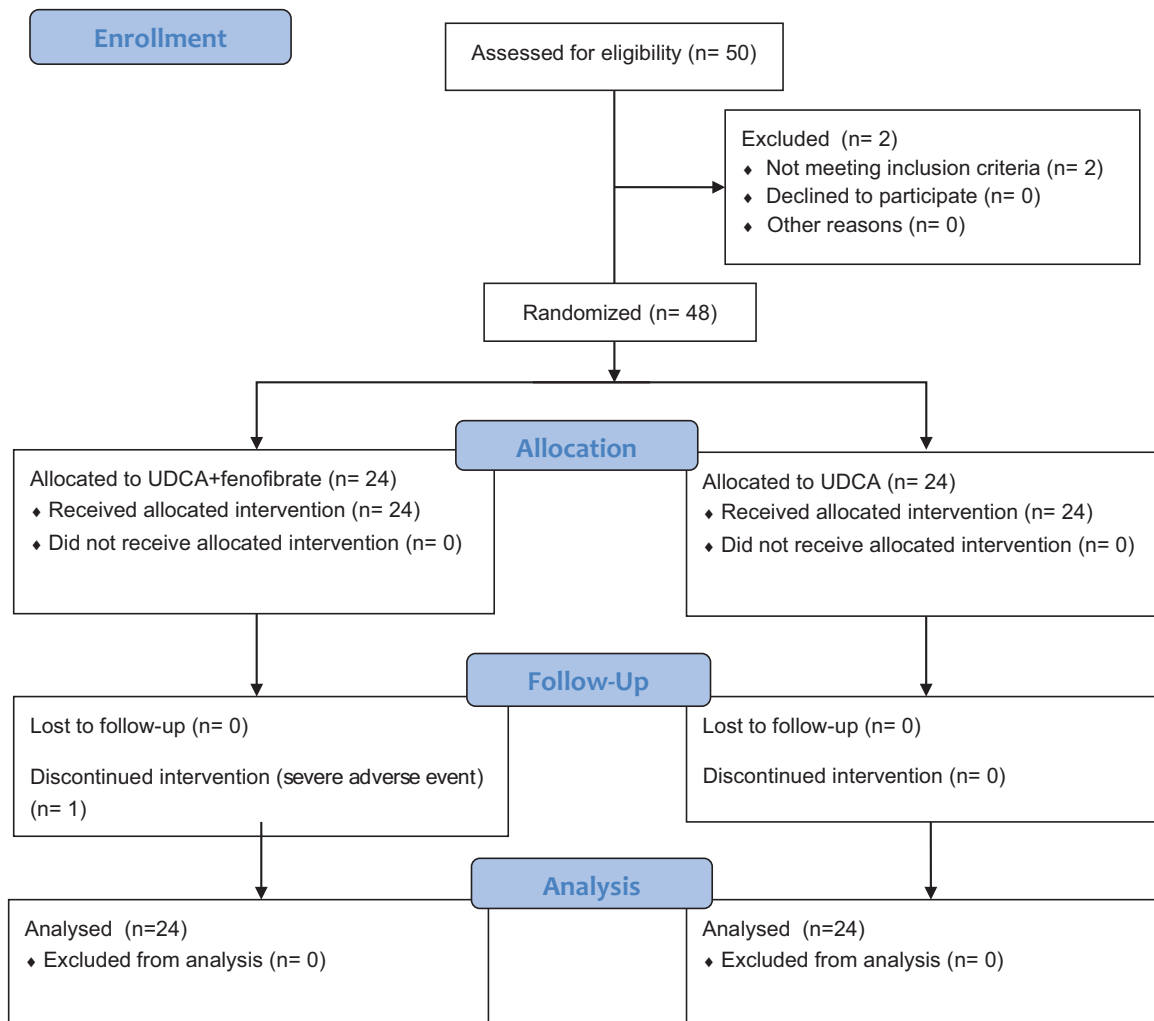 Enrollment
Assessed for eligibility (n= 50)
Excluded (n= 2)
♦ Not meeting inclusion criteria (n= 2)
♦ Declined to participate (n= 0)
♦ Other reasons (n= 0)
Randomized (n= 48)
Allocation
Allocated to UDCA+fenofibrate (n= 24)
♦ Received allocated intervention (n= 24)
♦ Did not receive allocated intervention (n= 0)
Allocated to UDCA (n= 24)
♦ Received allocated intervention (n= 24)
♦ Did not receive allocated intervention (n= 0)
Follow-Up
Lost to follow-up (n= 0)
Discontinued intervention (severe adverse event)
(n= 1)
Lost to follow-up (n= 0)
Discontinued intervention (n= 0)
Analysis
Analysed (n=24)
♦ Excluded from analysis (n= 0)
Analysed (n=24)
♦ Excluded from analysis (n= 0)